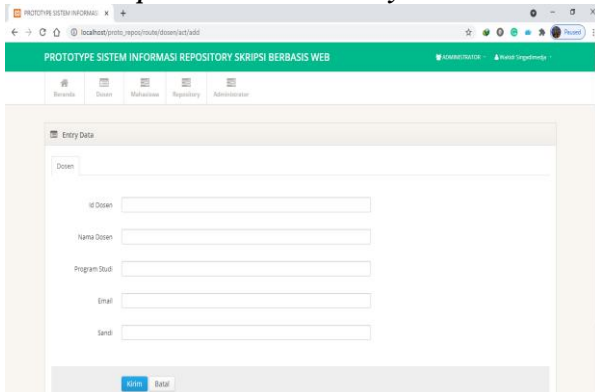 PROTOTYPE SISTEM INFORMASI
localhost/proto_repos/route/dosen/act/add
Paused
PROTOTYPE SISTEM INFORMASI REPOSITORY SKRIPSI BERBASIS WEB
ADMINISTRATOR
Beranda Dosen Mahasiswa Repository Administrator
Entry Data
Dosen
Id Dosen
Nama Dosen
Program Studi
Email
Sandi
Kirim Batal